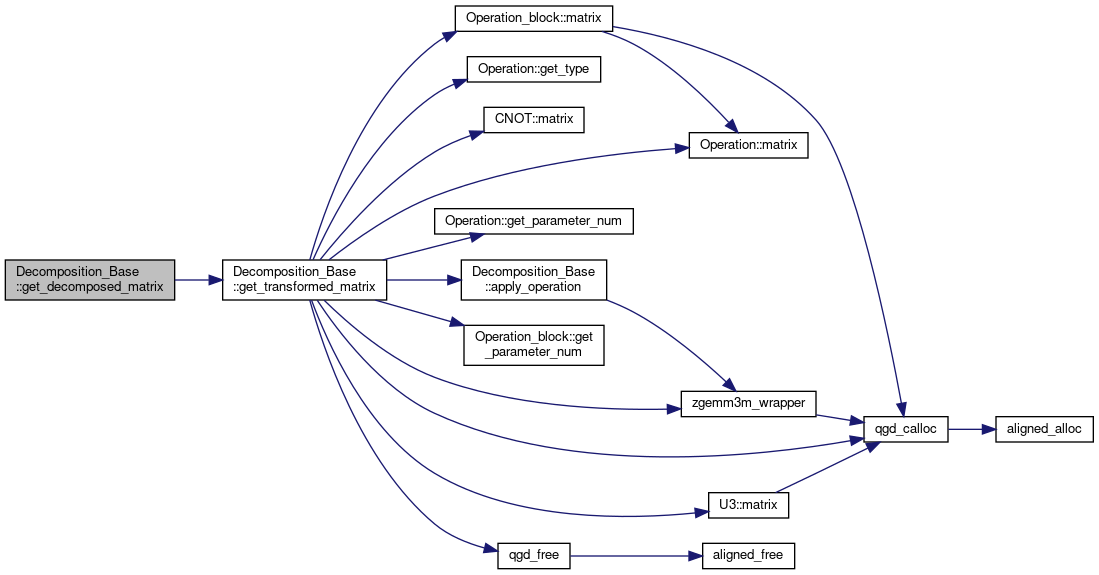 Operation_block::matrix
Operation::get_type
CNOT::matrix
Operation::matrix
Operation::get_parameter_num
Decomposition_Base
::get_decomposed_matrix
Decomposition_Base
::get_transformed_matrix
Decomposition_Base
::apply_operation
Operation_block::get
_parameter_num
zgemm3m_wrapper
qgd_calloc
aligned_alloc
U3::matrix
qgd_free
aligned_free